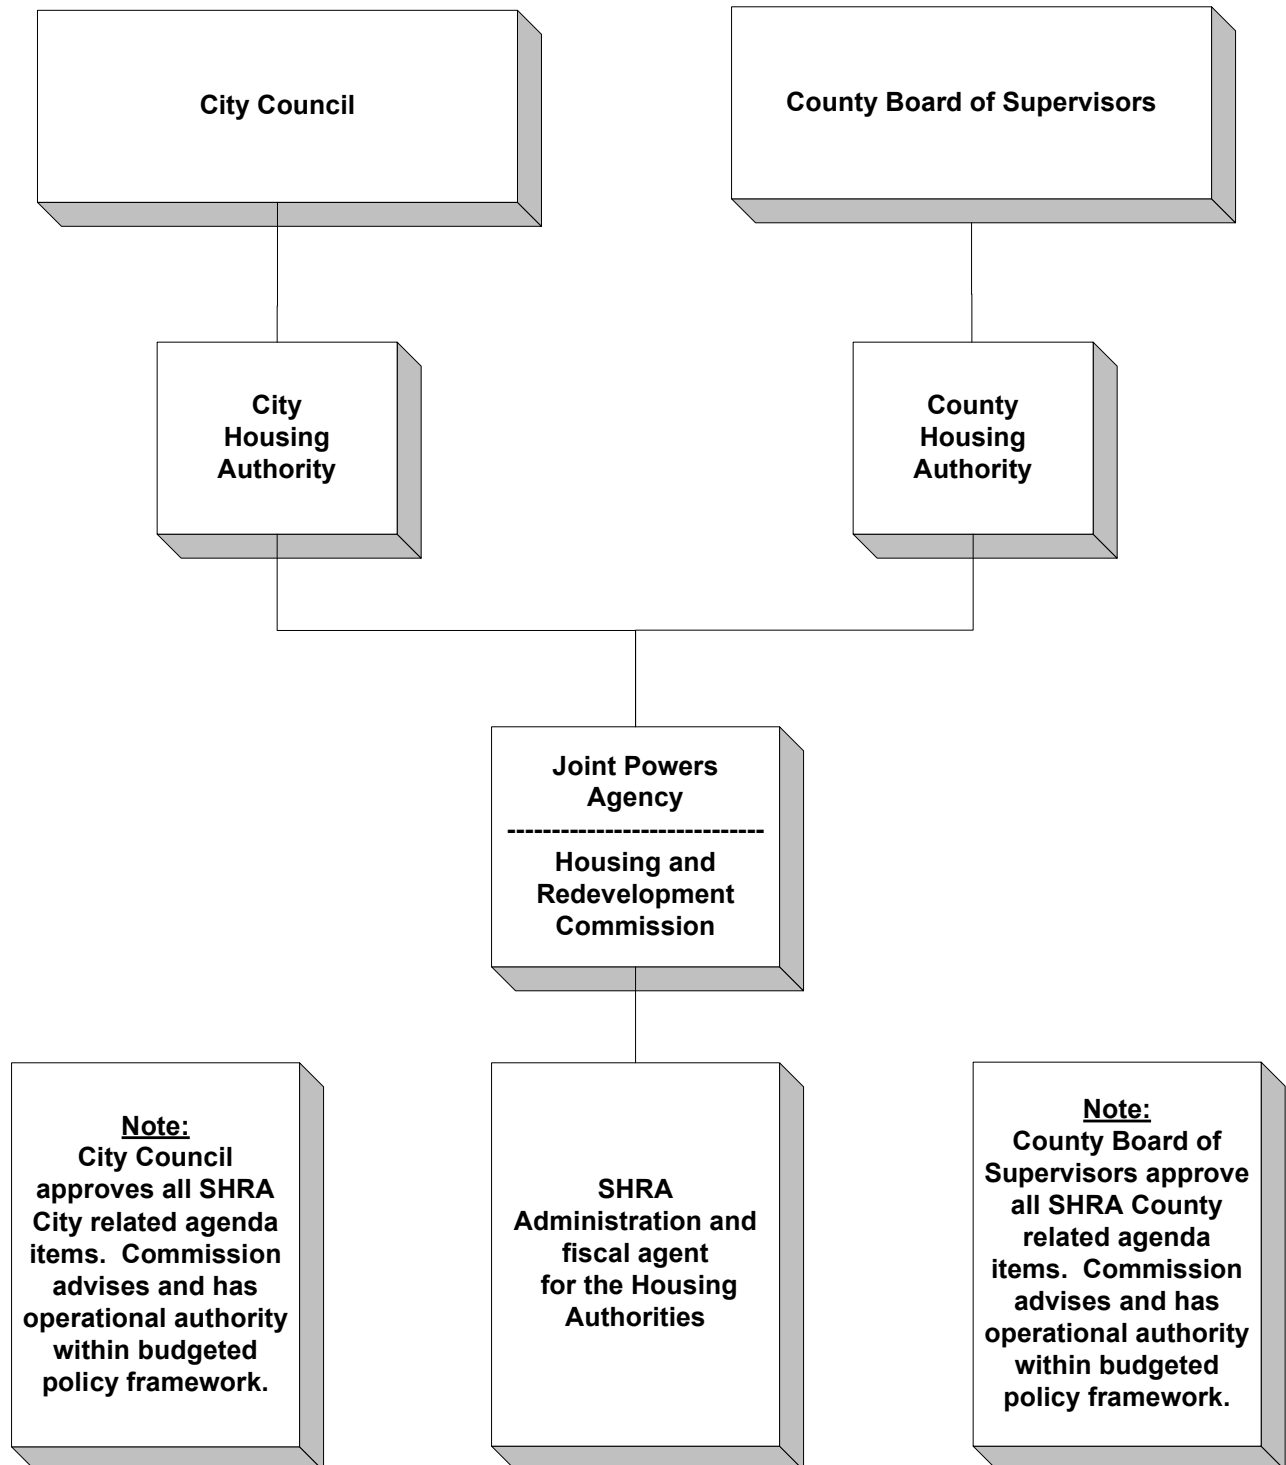 City Council
County Board of Supervisors
City
Housing
Authority
County
Housing
Authority
Joint Powers
Agency
-----------------------------
Housing and
Redevelopment
Commission
Note:
City Council
approves all SHRA
City related agenda
items.  Commission
advises and has
operational authority
within budgeted
policy framework.
SHRA
Administration and
fiscal agent
for the Housing
Authorities
Note:
County Board of
Supervisors approve
all SHRA County
related agenda
items.  Commission
advises and has
operational authority
within budgeted
policy framework.